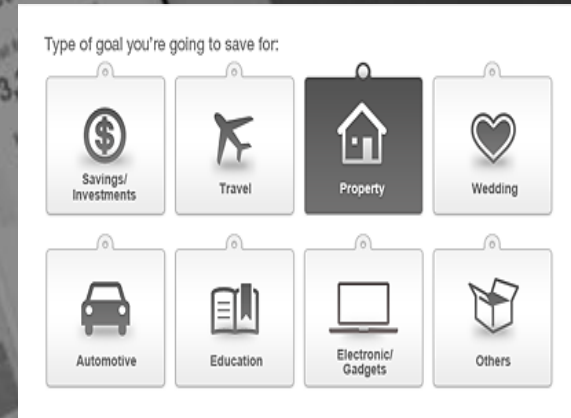 Type of goal you're going to save for:
Savings/
Investments
Travel
Property
Wedding
Automotive
Education
Electronic/
Gadgets
Others